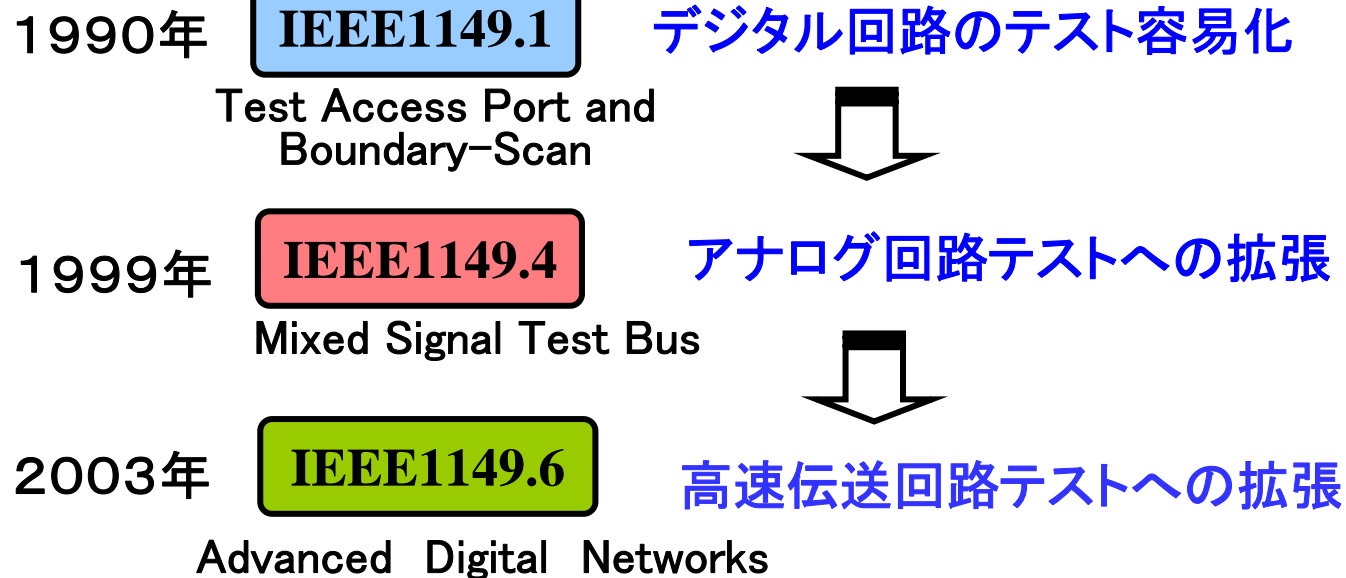 1990年 IEEE1149.1 デジタル回路のテスト容易化
Test Access Port and
Boundary-Scan
1999年 IEEE1149.4 アナログ回路テストへの拡張
Mixed Signal Test Bus
2003年 IEEE1149.6 高速伝送回路テストへの拡張
Advanced Digital Networks